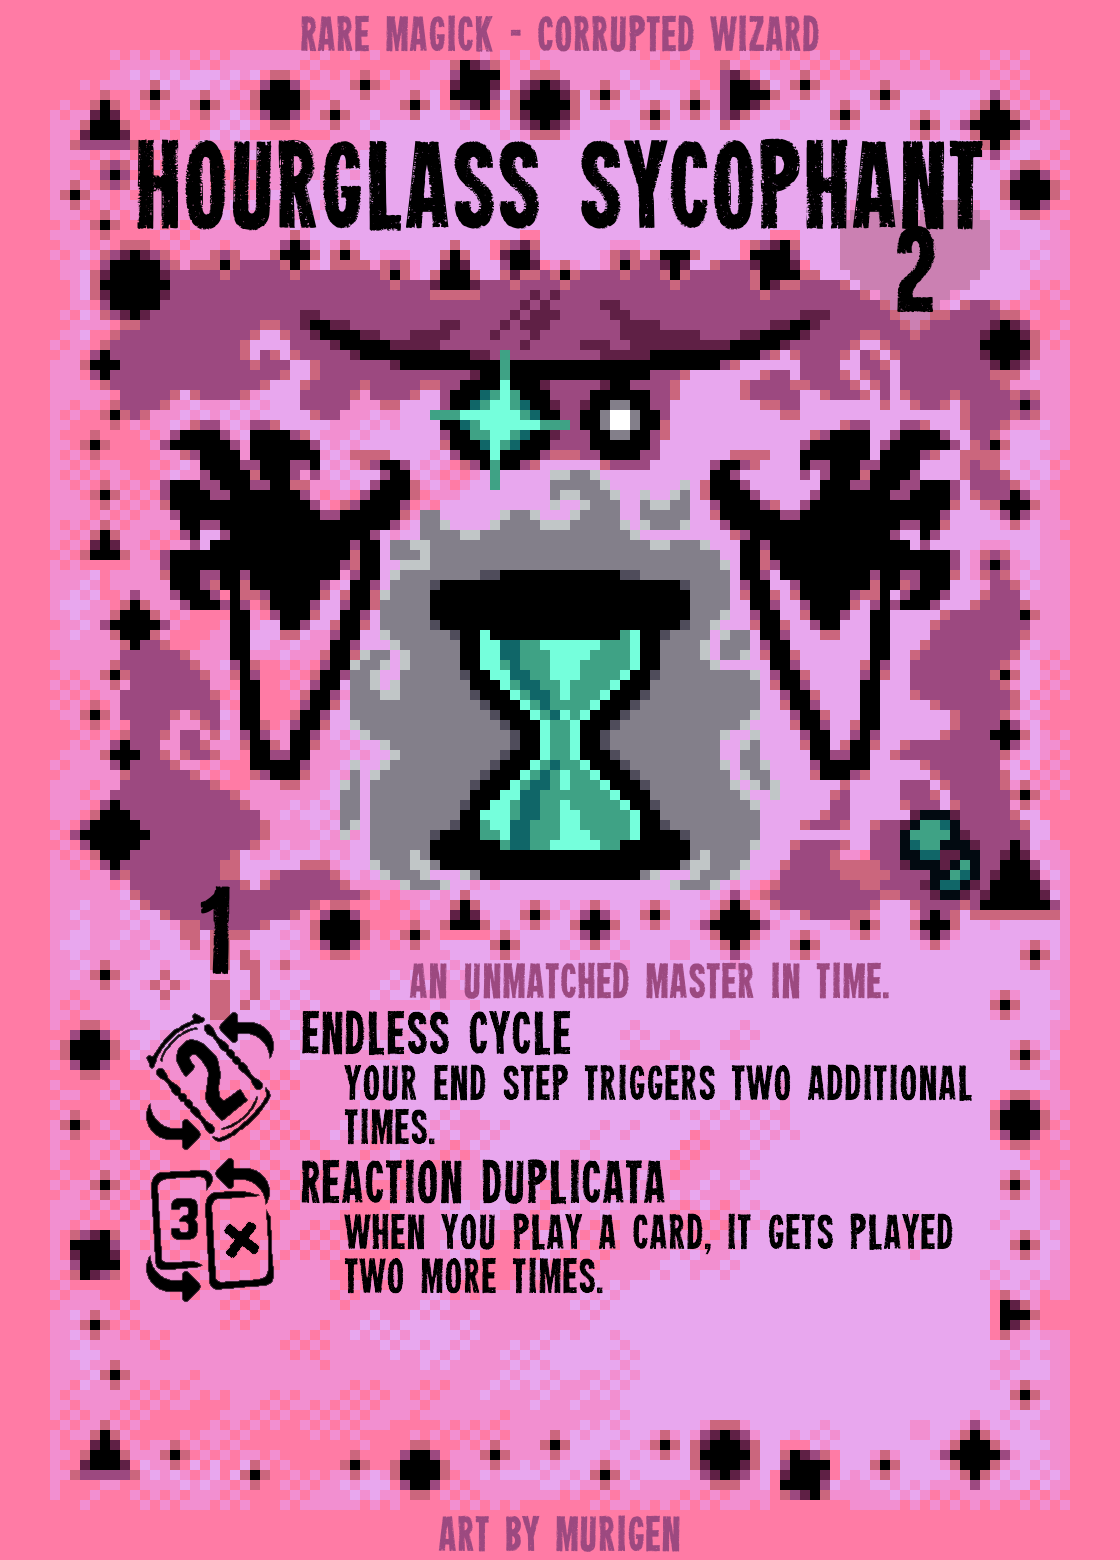 RARE MAGICK - CORRUPTED WIZARD
HOURGLASS SYCOPHANT
2
1
AN UNMATCHED MASTER IN TIME.
2
ENDLESS CYCLE
YOUR END STEP TRIGGERS TWO ADDITIONAL
TIMES.
3 X
REACTION DUPLICATA
WHEN YOU PLAY A CARD, IT GETS PLAYED
TWO MORE TIMES.
ART BY MURIGEN